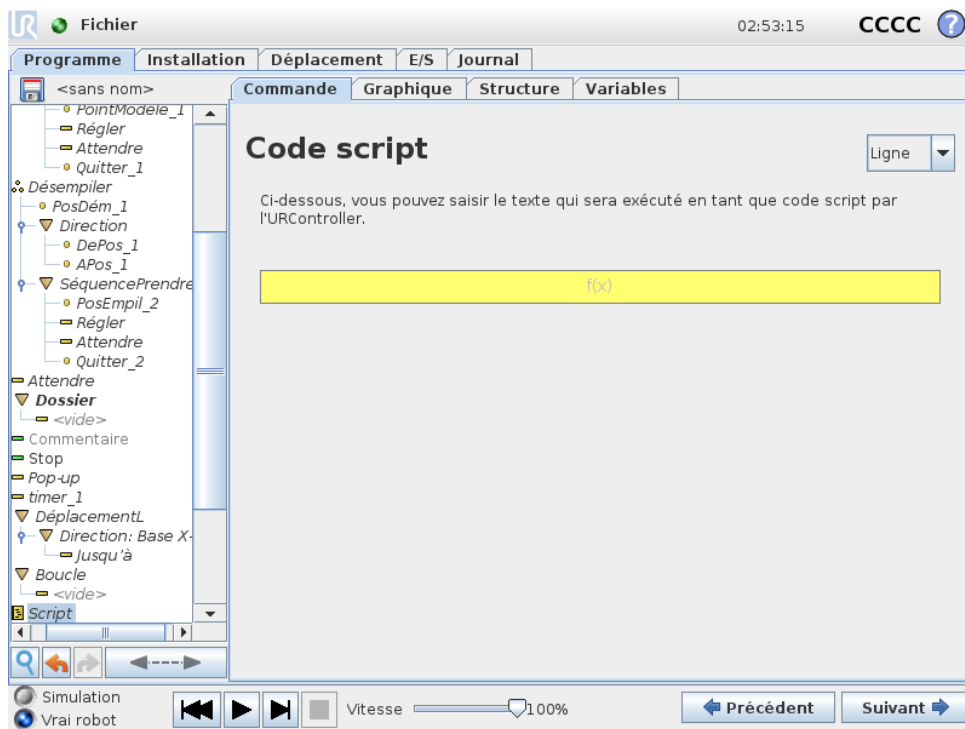 UR Fichier 02:53:15 CCCC ?
Programme Installation Déplacement E/S Journal
<sans nom> Commande Graphique Structure Variables
PointModèle_1
Régler
Attendre
Quitter_1
Désempiler
PosDém_1
Direction
DePos_1
APos_1
SéquencePrendre
PosEmpil_2
Régler
Attendre
Quitter_2
Attendre
Dossier
<vide>
Commentaire
Stop
Pop-up
timer_1
DéplacementL
Direction: Base X-
Jusqu'à
Boucle
<vide>
Script
Code script
Ligne
Ci-dessous, vous pouvez saisir le texte qui sera exécuté en tant que code script par
l'URController.
f(x)
Simulation
Vrai robot
Vitesse 100%
Précédent Suivant